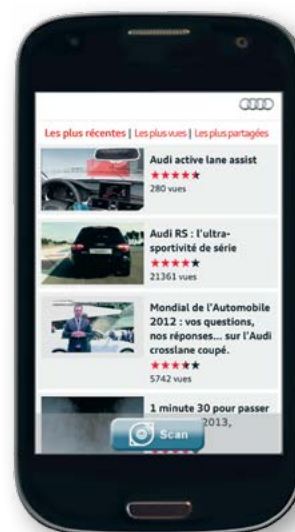 Les plus récentes | Les plus vues | Les plus partagées
Audi active lane assist
280 vues
Audi RS : l'ultra-
sportivité de série
21361 vues
Mondial de l'Automobile
2012 : vos questions,
nos réponses... sur l'Audi
crosslane coupé.
5742 vues
1 minute 30 pour passer
2013,
Scan